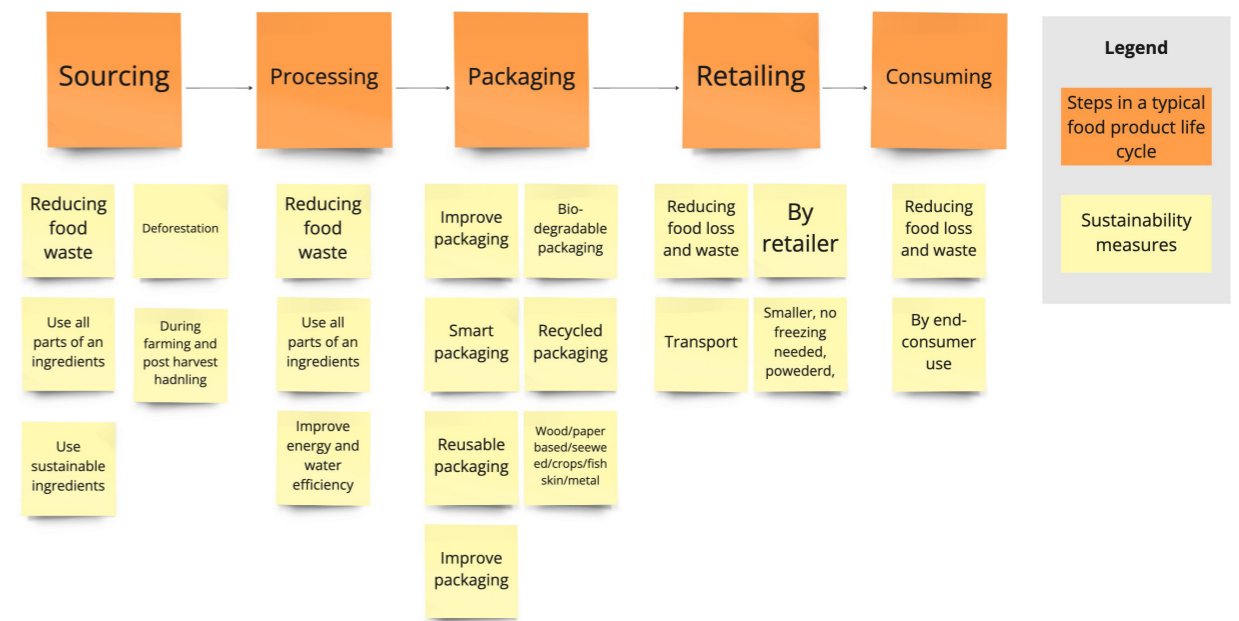 Sourcing
Processing
Packaging
Retailing
Consuming
Legend
Steps in a typical
food product life
cycle
Sustainability
measures
Reducing
food
waste
Deforestation
Use all
parts of an
ingredients
During
farming and
post harvest
hadnling
Use
sustainable
ingredients
Reducing
food
waste
Use all
parts of an
ingredients
Improve
energy and
water
efficiency
Improve
packaging
Bio-
degradable
packaging
Smart
packaging
Recycled
packaging
Reusable
packaging
Wood/paper
based/seewe
ed/crops/fish
skin/metal
Improve
packaging
Reducing
food loss
and waste
By
retailer
Transport
Smaller, no
freezing
needed,
powederd,
Reducing
food loss
and waste
By end-
consumer
use